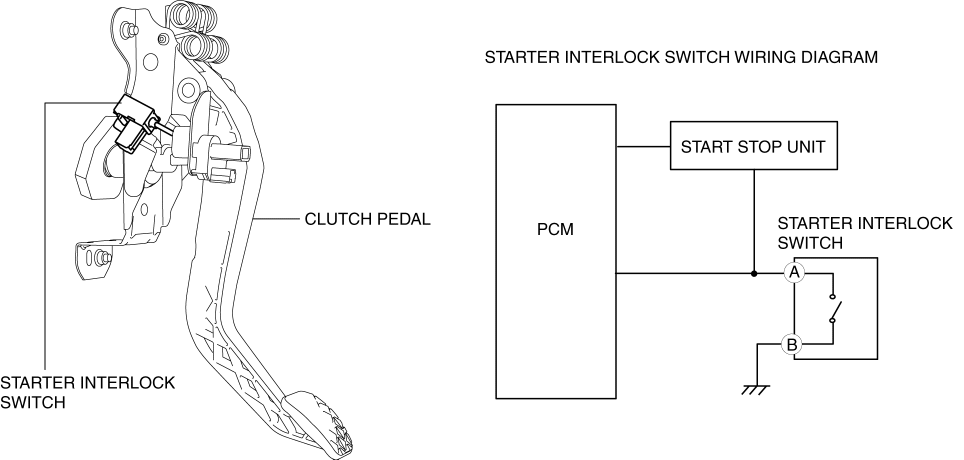 STARTER INTERLOCK SWITCH WIRING DIAGRAM
START STOP UNIT
PCM
CLUTCH PEDAL
STARTER INTERLOCK
SWITCH
A
B
STARTER INTERLOCK
SWITCH